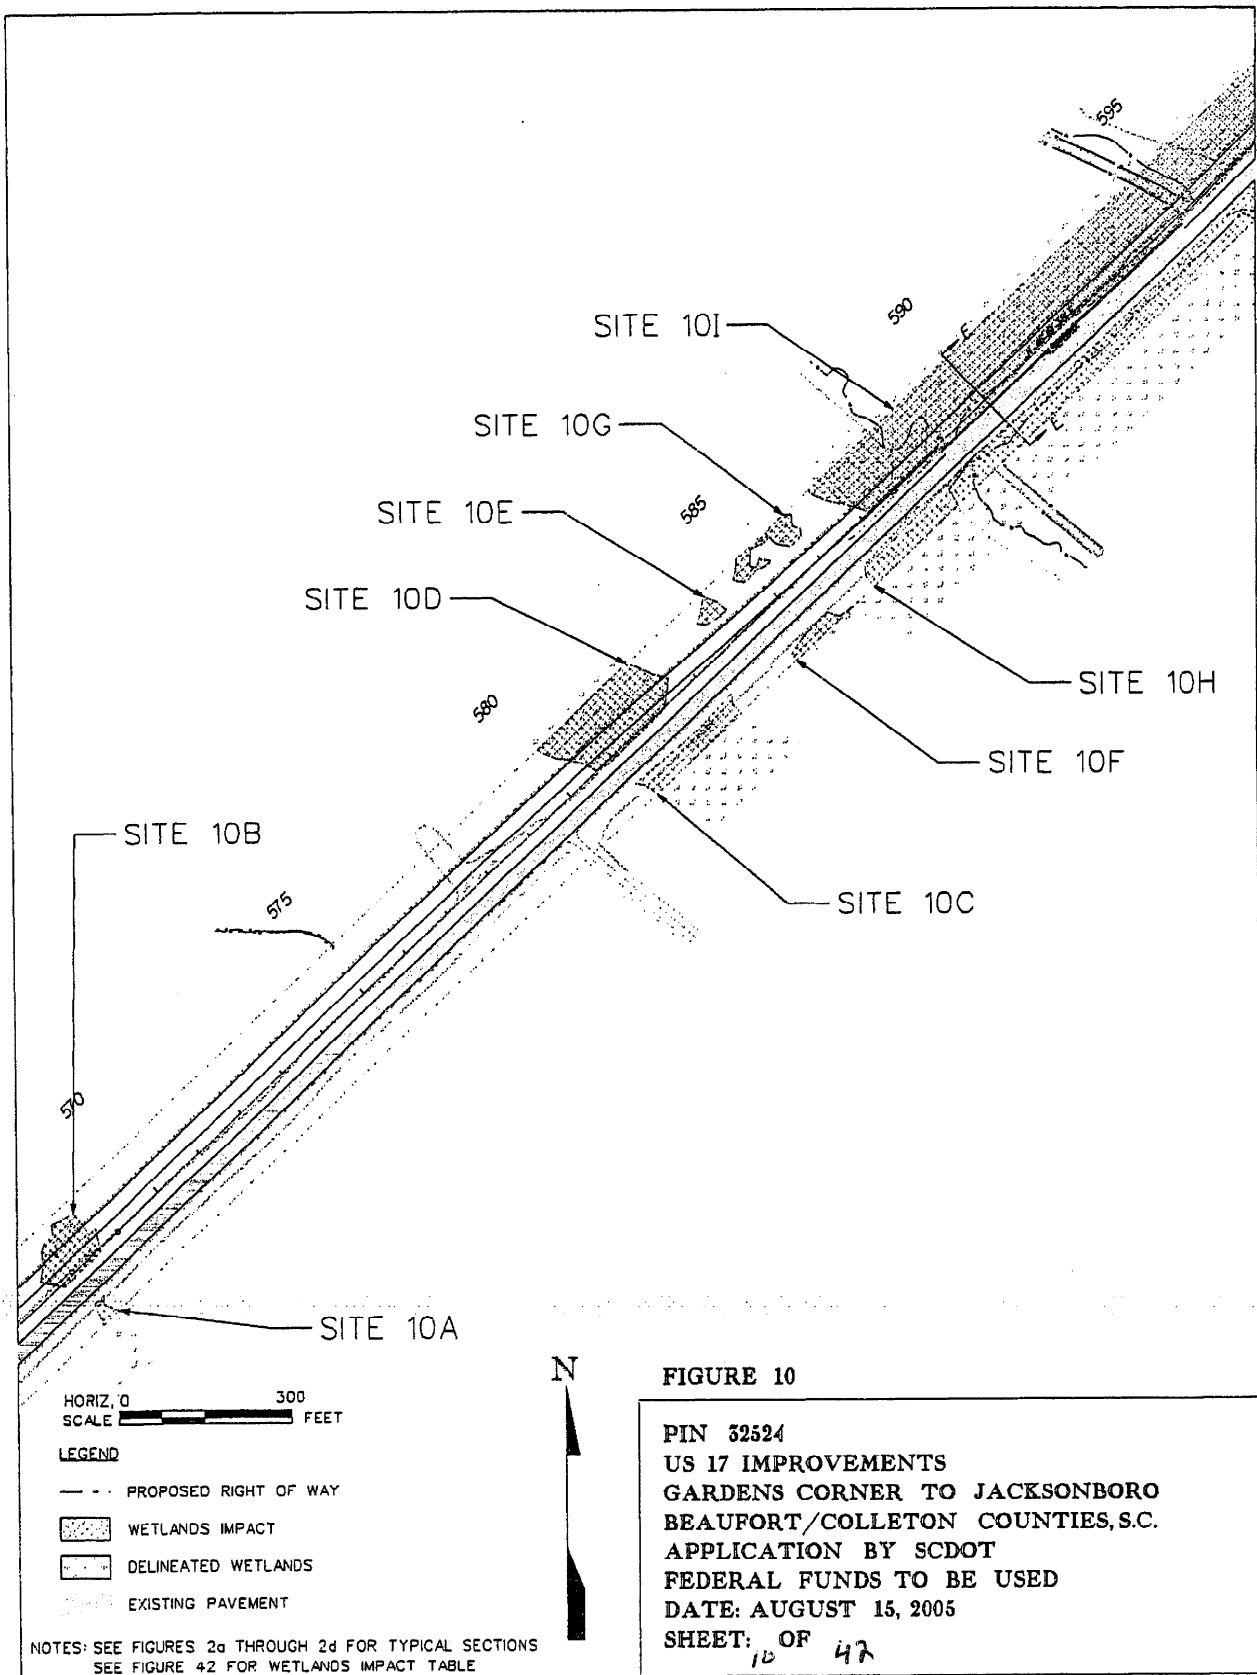 595
590
E
SITE 10I
SITE 10G
E
585
SITE 10E
SITE 10D
SITE 10H
580
SITE 10F
SITE 10B
SITE 10C
575
570
SITE 10A
N
FIGURE 10
HORIZ. 0 300
SCALE FEET
LEGEND
PROPOSED RIGHT OF WAY
WETLANDS IMPACT
DELINEATED WETLANDS
EXISTING PAVEMENT
NOTES: SEE FIGURES 2a THROUGH 2d FOR TYPICAL SECTIONS
SEE FIGURE 42 FOR WETLANDS IMPACT TABLE
PIN 32524
US 17 IMPROVEMENTS
GARDENS CORNER TO JACKSONBORO
BEAUFORT/COLLETON COUNTIES, S.C.
APPLICATION BY SCDOT
FEDERAL FUNDS TO BE USED
DATE: AUGUST 15, 2005
SHEET: 10 OF 42